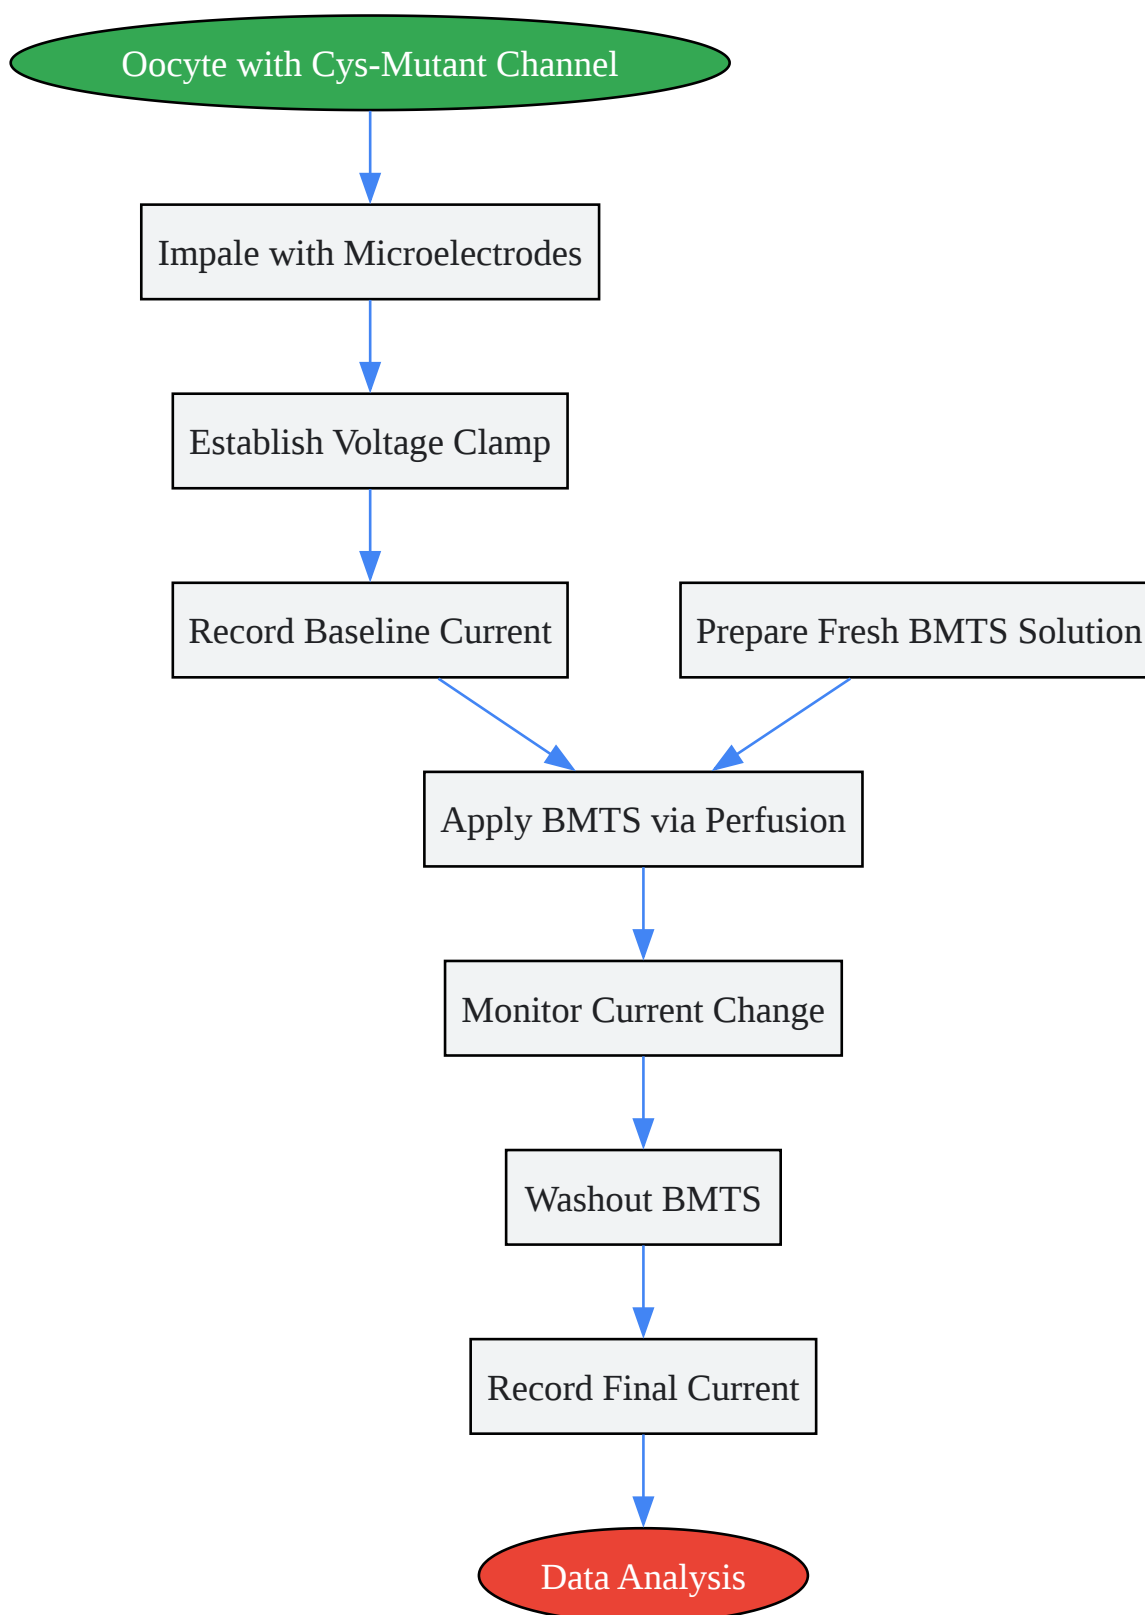 Oocyte with Cys-Mutant Channel
Impale with Microelectrodes
Establish Voltage Clamp
Record Baseline Current
Prepare Fresh BMTS Solution
Apply BMTS via Perfusion
Monitor Current Change
Washout BMTS
Record Final Current
Data Analysis